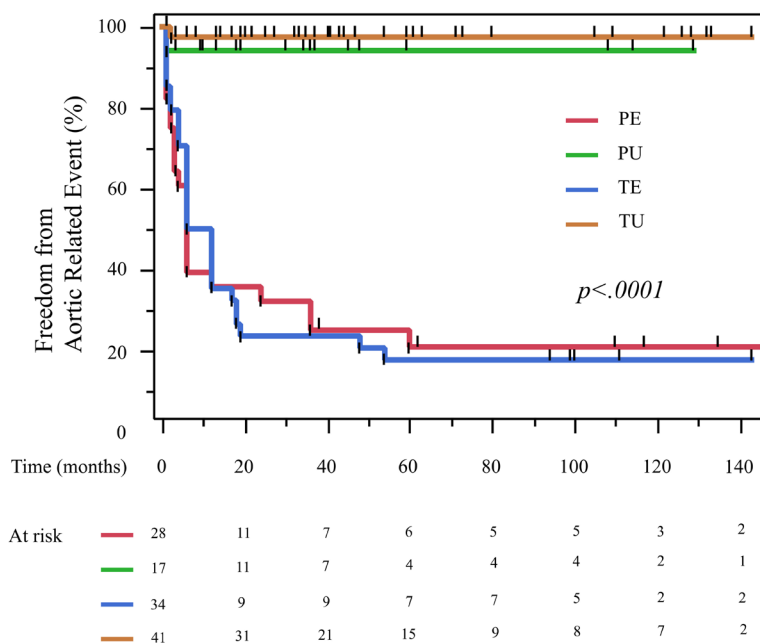 Freedom from
Aortic Related Event (%)
100
80
60
40
20
0
PE
PU
TE
TU
p<.0001
Time (months) 0 20 40 60 80 100 120 140
At risk
28 11 7 6 5 5 3 2
17 11 7 4 4 4 2 1
34 9 9 7 7 5 2 2
41 31 21 15 9 8 7 2